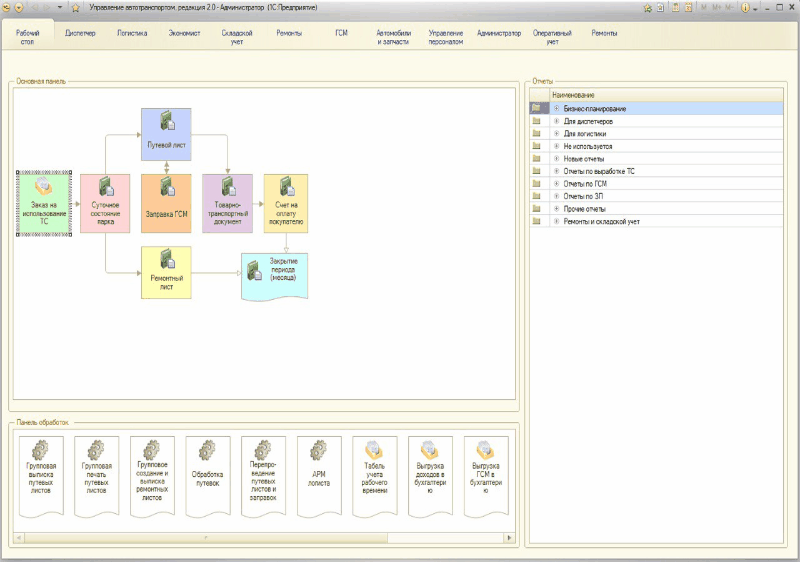 Управление автотранспортом, редакция 2.0 - Администратор (1С:Предприятие)
M M+ M-
Рабочий
стол
Диспетчер
Логистика
Экономист
Складской
учет
Ремонты
ГСМ
Автомобили
и запчасти
Управление
персоналом
Администратор
Оперативный
учет
Ремонты
Основная панель
Путевой лист
Заказ на
использование
ТС
Суточное
состояние
парка
Заправка ГСМ
Товарно-
транспортный
документ
Счет на
оплату
покупателю
Ремонтный
лист
Закрытие
периода
(месяца)
Отчеты
Наименование
Бизнес-планирование
Для диспетчеров
Для логистики
Не используется
Новые отчеты
Отчеты по выработке ТС
Отчеты по ГСМ
Отчеты по ЗП
Прочие отчеты
Ремонты и складской учет
Панель обработок
Групповая
выписка
путевых
листов
Групповая
печать
путевых
листов
Групповое
создание и
выписка
ремонтных
листов
Обработка
путевок
Перепро-
ведение
путевых
листов и
заправок
АРМ
логиста
Табель
учета
рабочего
времени
Выгрузка
доходов в
бухгалтери
ю
Выгрузка
ГСМ в
бухгалтери
ю